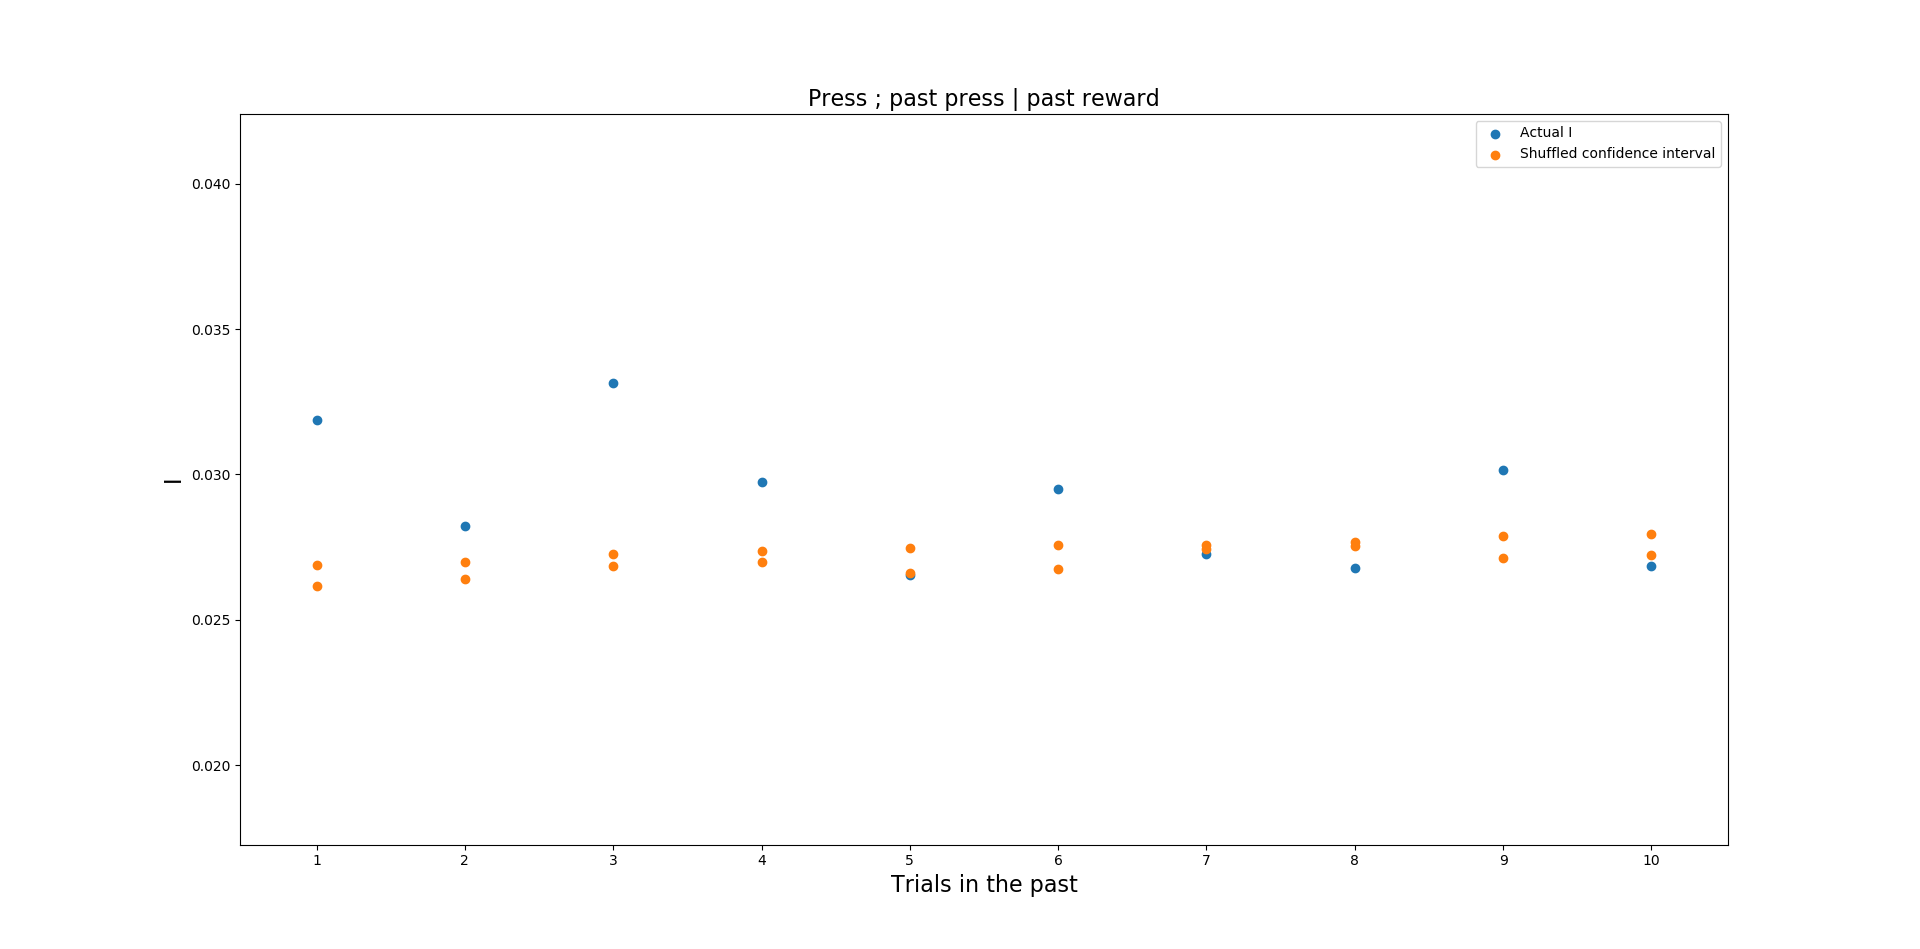 Press ; past press | past reward
Actual I
Shuffled confidence interval
0.040
0.035
0.030
0.025
0.020
I
1 2 3 4 5 6 7 8 9 10
Trials in the past